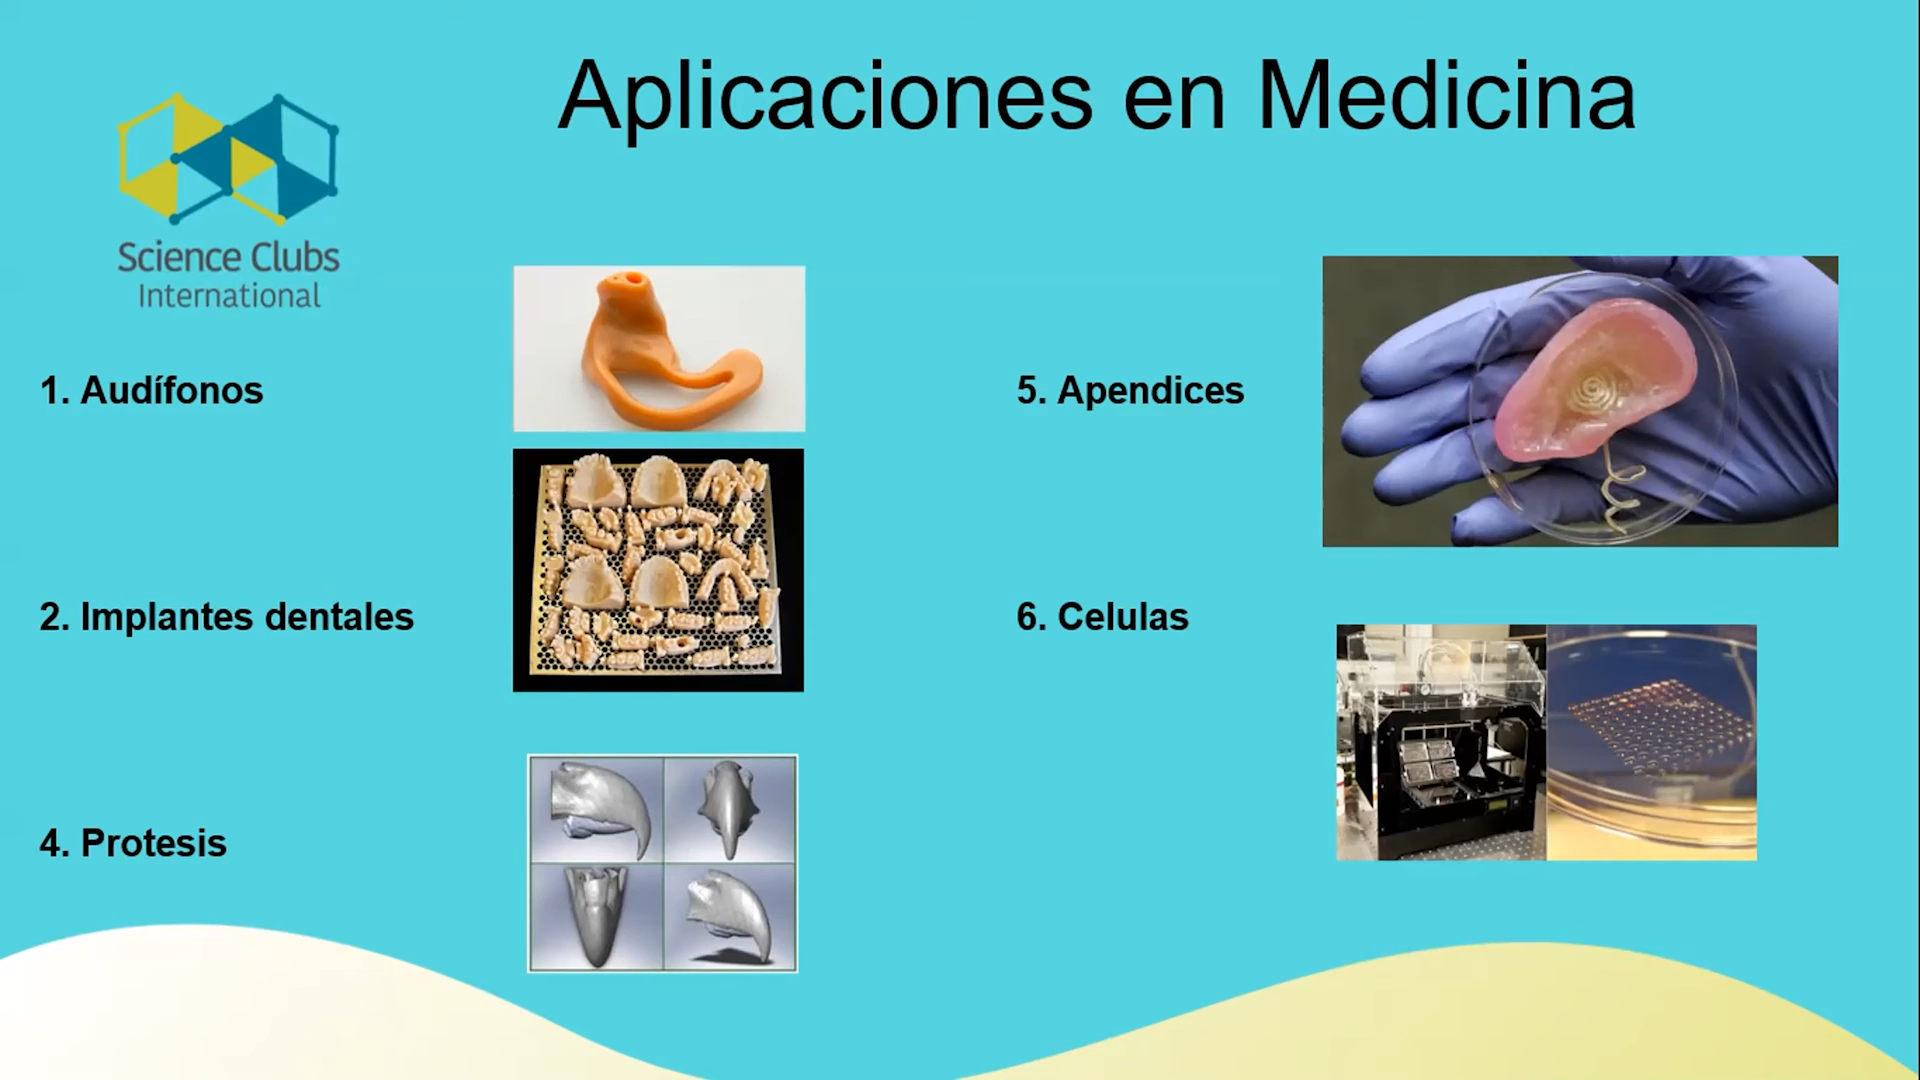 Aplicaciones en Medicina
Science Clubs
International
1. Audífonos
2. Implantes dentales
4. Protesis
5. Apendices
6. Celulas